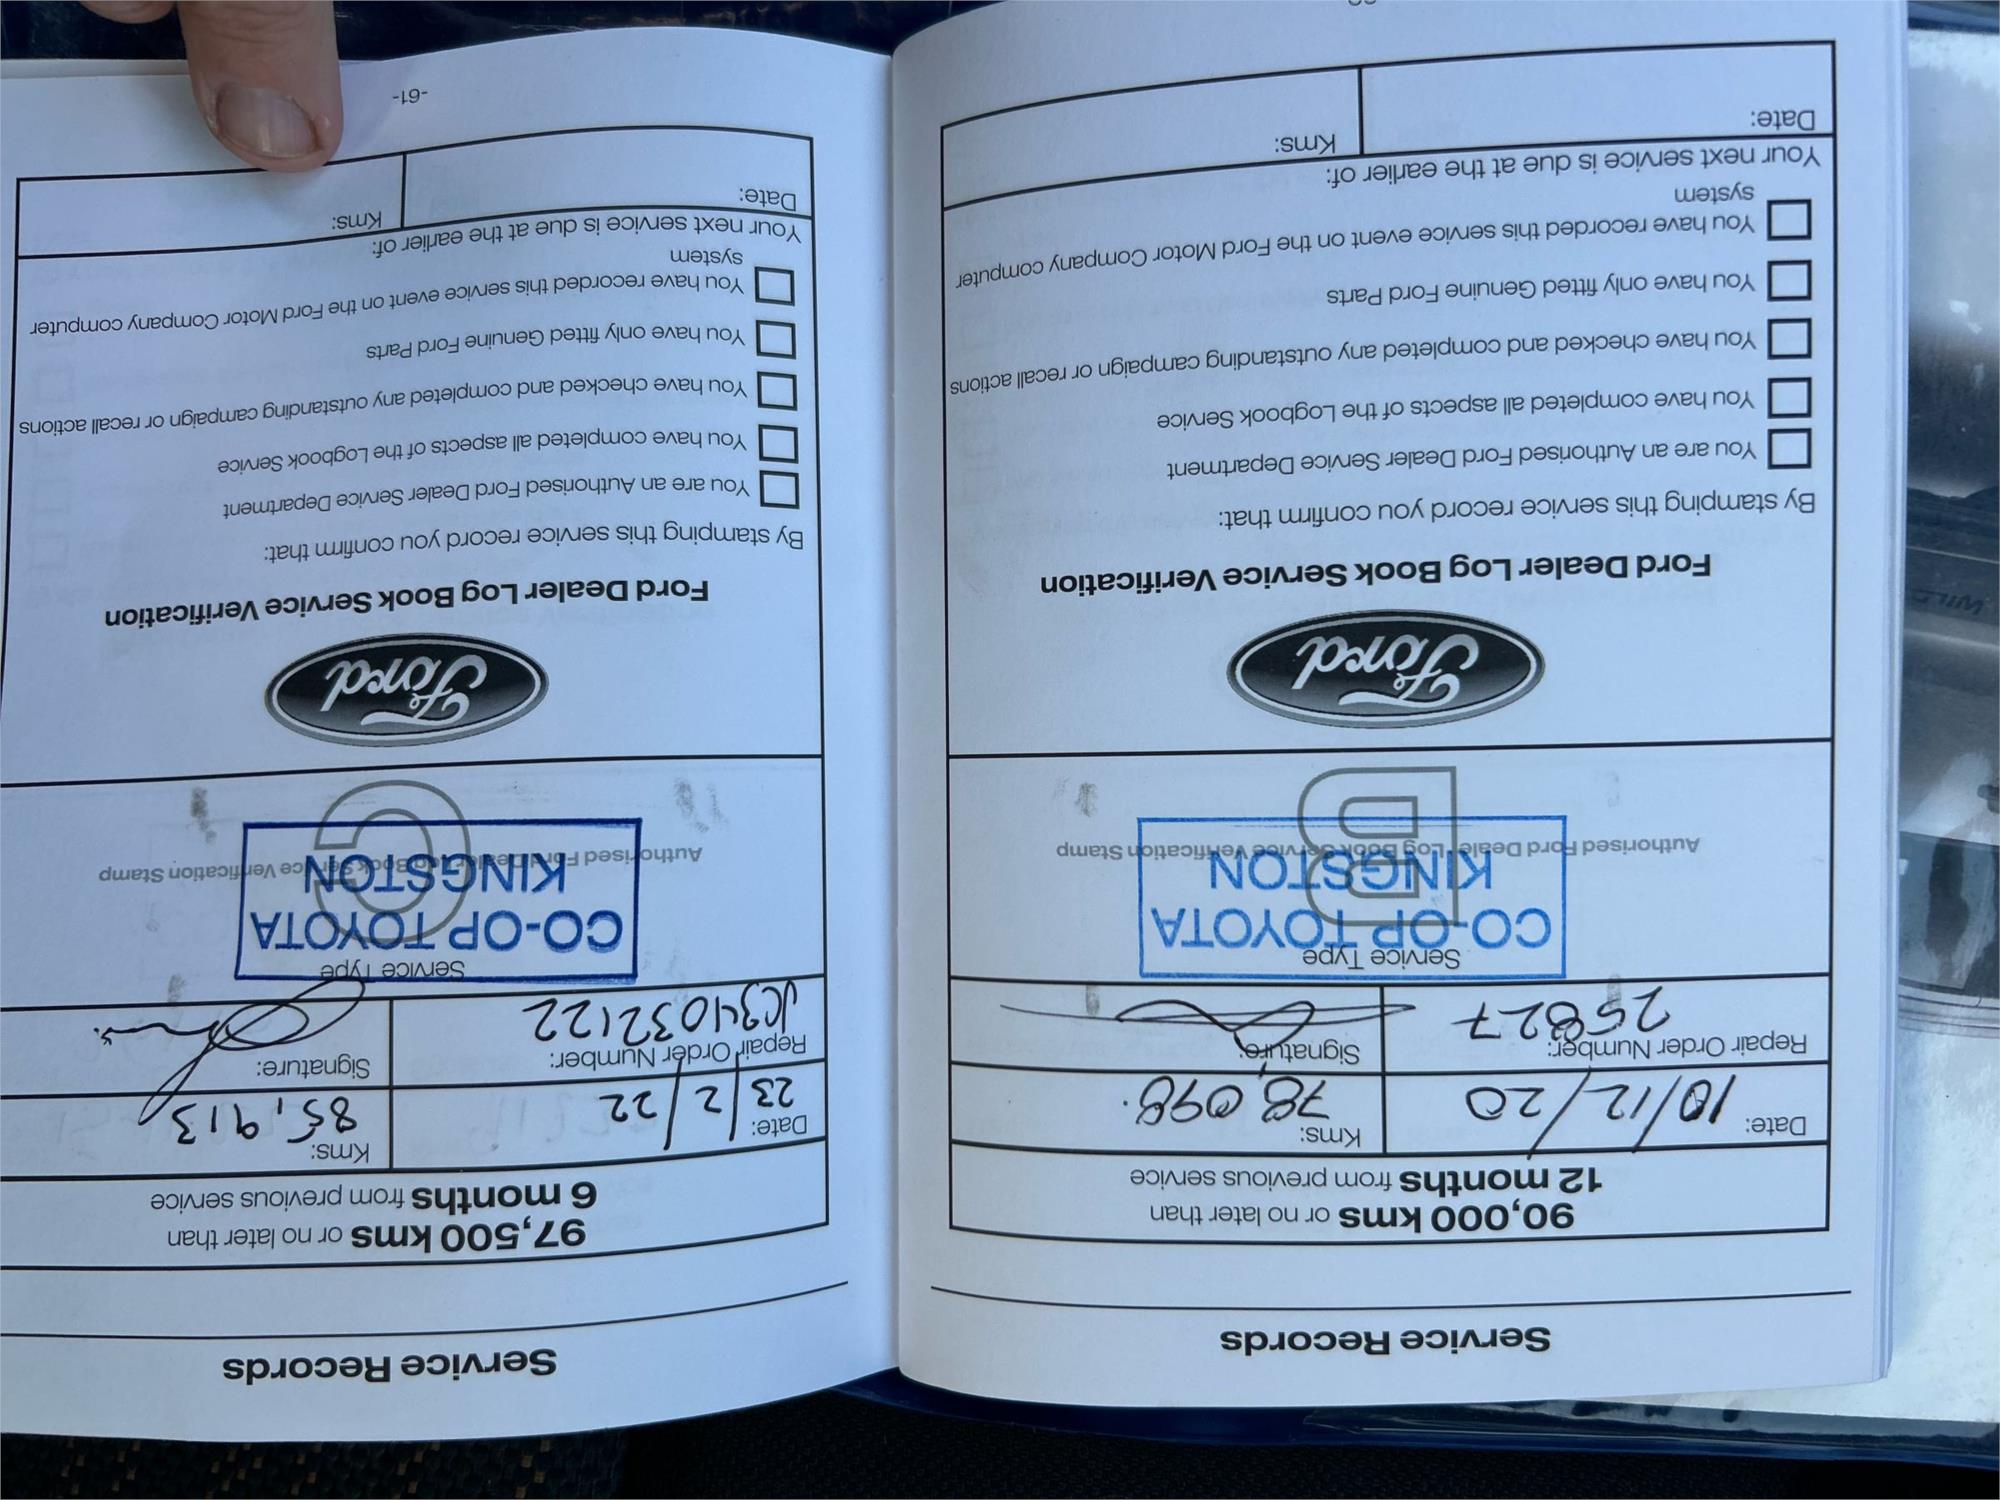 Service Records
90,000 kms or no later than
12 months from previous service
Date: 10/12/20
Kms: 78,098.
Repair Order Number: 25827
Signature:
Service Type
B
CO-OP TOYOTA
KINGSTON
Authorised Ford Dealer Log Book Service Verification Stamp
Ford
Ford Dealer Log Book Service Verification
By stamping this service record you confirm that:
You are an Authorised Ford Dealer Service Department
You have completed all aspects of the Logbook Service
You have checked and completed any outstanding campaign or recall actions
You have only fitted Genuine Ford Parts
You have recorded this service event on the Ford Motor Company computer
system
Your next service is due at the earlier of:
Date:
Kms:
Service Records
97,500 kms or no later than
6 months from previous service
Date: 23/2/22
Kms: 85,913
Repair Order Number: JC34032122
Signature:
Service Type
C
CO-OP TOYOTA
KINGSTON
Authorised Ford Dealer Log Book Service Verification Stamp
Ford
Ford Dealer Log Book Service Verification
By stamping this service record you confirm that:
You are an Authorised Ford Dealer Service Department
You have completed all aspects of the Logbook Service
You have checked and completed any outstanding campaign or recall actions
You have only fitted Genuine Ford Parts
You have recorded this service event on the Ford Motor Company computer
system
Your next service is due at the earlier of:
Date:
Kms:
-61-